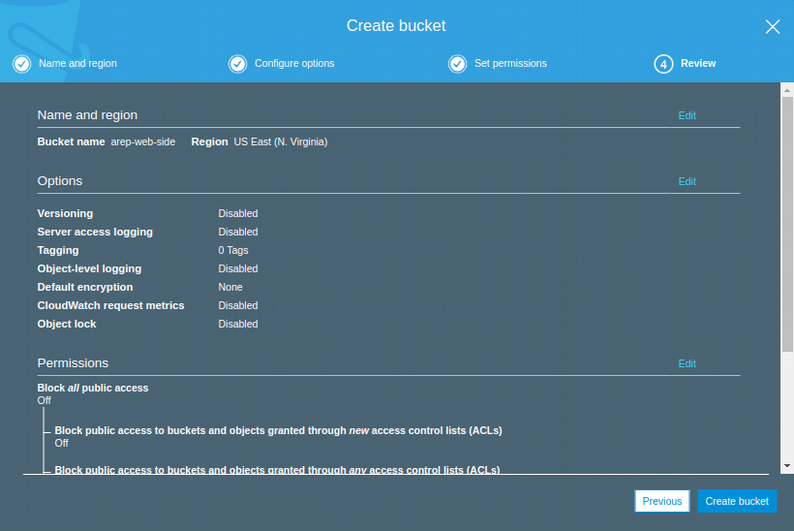 Create bucket
Name and region
Configure options
Set permissions
4 Review
Name and region Edit
Bucket name arep-web-side Region US East (N. Virginia)
Options Edit
Versioning Disabled
Server access logging Disabled
Tagging 0 Tags
Object-level logging Disabled
Default encryption None
CloudWatch request metrics Disabled
Object lock Disabled
Permissions Edit
Block all public access
Off
Block public access to buckets and objects granted through new access control lists (ACLs)
Off
Block public access to buckets and objects granted through any access control lists (ACLs)
Previous Create bucket